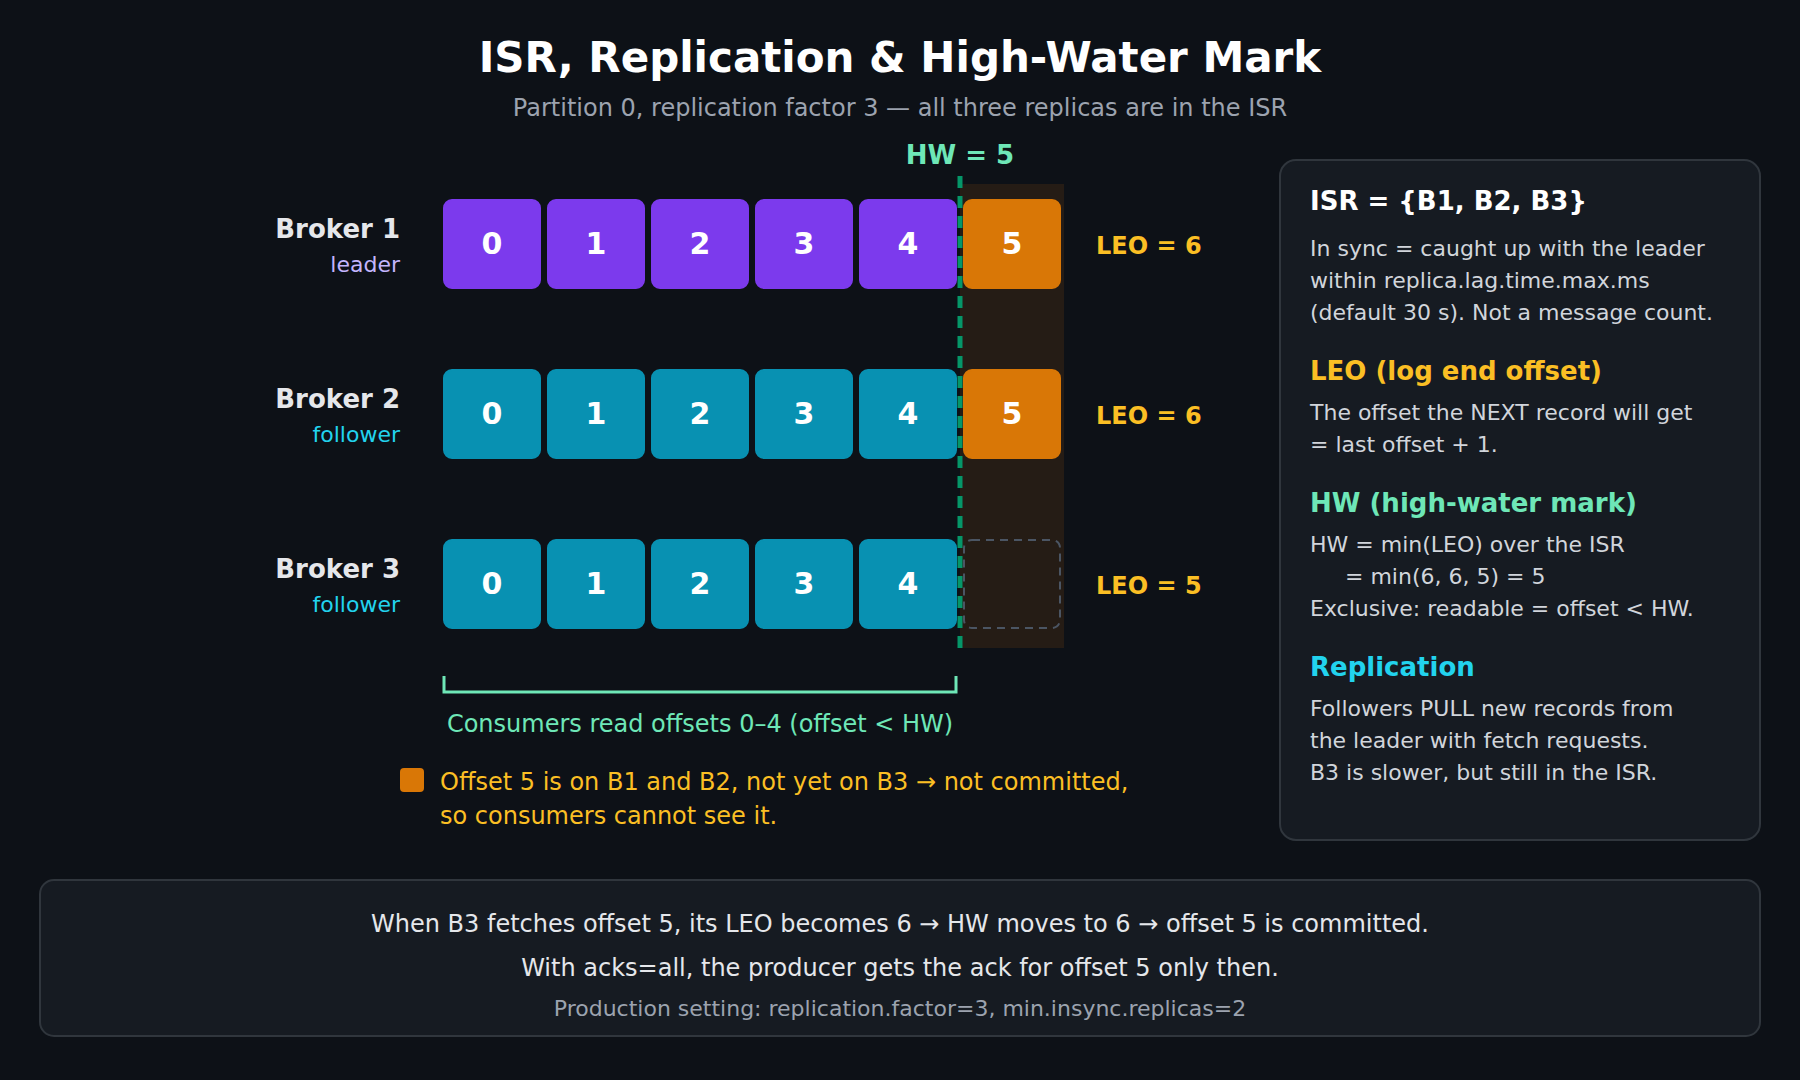 ISR, Replication & High-Water Mark
Partition 0, replication factor 3 — all three replicas are in the ISR
HW = 5
Broker 1
leader
0 1 2 3 4 5
LEO = 6
Broker 2
follower
0 1 2 3 4 5
LEO = 6
Broker 3
follower
0 1 2 3 4
LEO = 5
Consumers read offsets 0–4 (offset < HW)
Offset 5 is on B1 and B2, not yet on B3 → not committed,
so consumers cannot see it.
ISR = {B1, B2, B3}
In sync = caught up with the leader
within replica.lag.time.max.ms
(default 30 s). Not a message count.
LEO (log end offset)
The offset the NEXT record will get
= last offset + 1.
HW (high-water mark)
HW = min(LEO) over the ISR
= min(6, 6, 5) = 5
Exclusive: readable = offset < HW.
Replication
Followers PULL new records from
the leader with fetch requests.
B3 is slower, but still in the ISR.
When B3 fetches offset 5, its LEO becomes 6 → HW moves to 6 → offset 5 is committed.
With acks=all, the producer gets the ack for offset 5 only then.
Production setting: replication.factor=3, min.insync.replicas=2